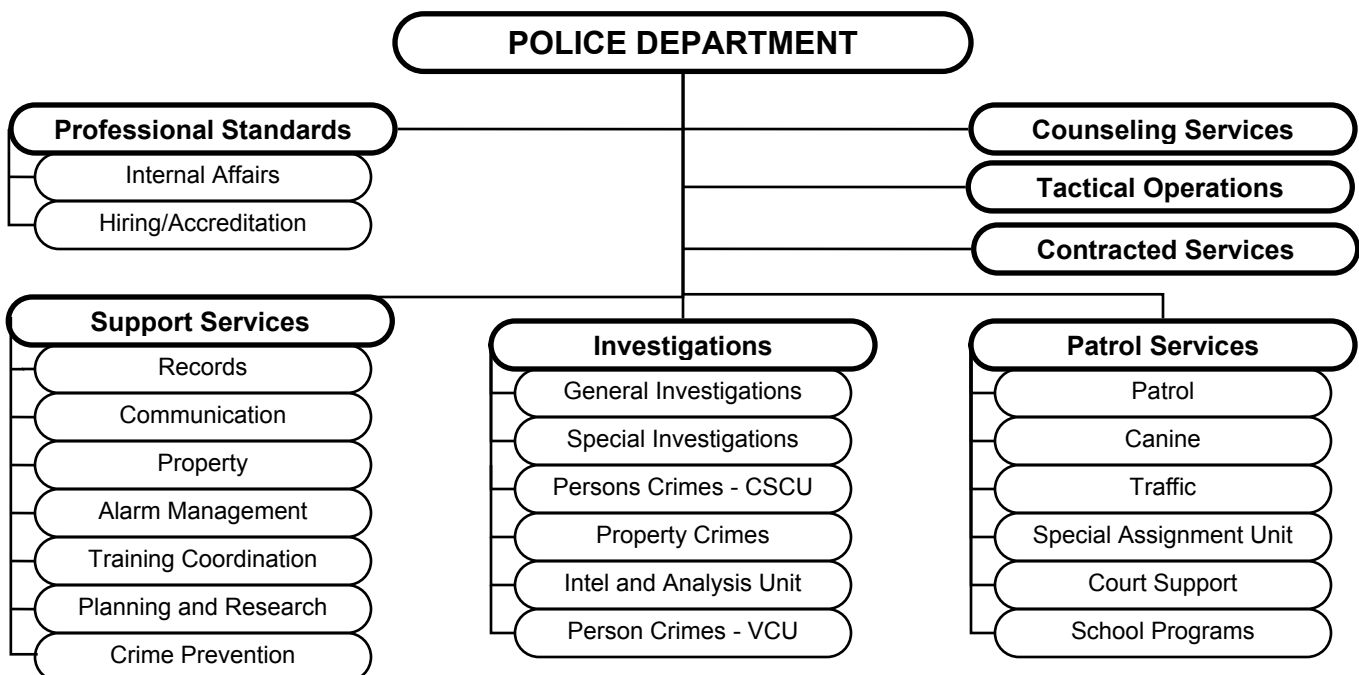 POLICE DEPARTMENT
Professional Standards
Internal Affairs
Hiring/Accreditation
Counseling Services
Tactical Operations
Contracted Services
Support Services
Records
Communication
Property
Alarm Management
Training Coordination
Planning and Research
Crime Prevention
Investigations
General Investigations
Special Investigations
Persons Crimes - CSCU
Property Crimes
Intel and Analysis Unit
Person Crimes - VCU
Patrol Services
Patrol
Canine
Traffic
Special Assignment Unit
Court Support
School Programs